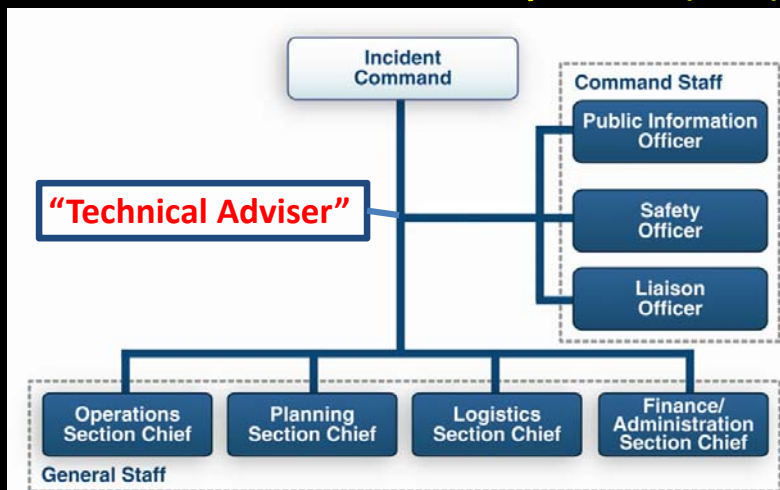 Incident
Command
Command Staff
Public Information
Officer
“Technical Adviser”
Safety
Officer
Liaison
Officer
Operations
Section Chief
Planning
Section Chief
Logistics
Section Chief
Finance/
Administration
Section Chief
General Staff